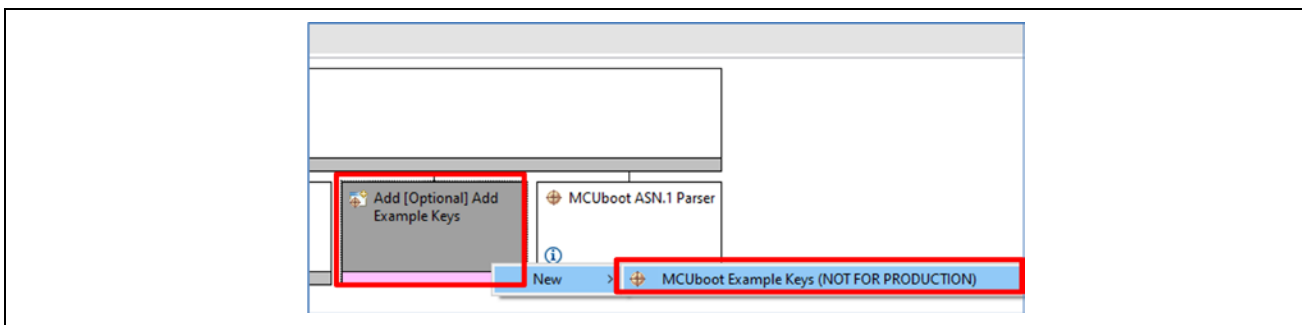 Add [Optional] Add
Example Keys
MCUboot ASN.1 Parser
New > MCUboot Example Keys (NOT FOR PRODUCTION)